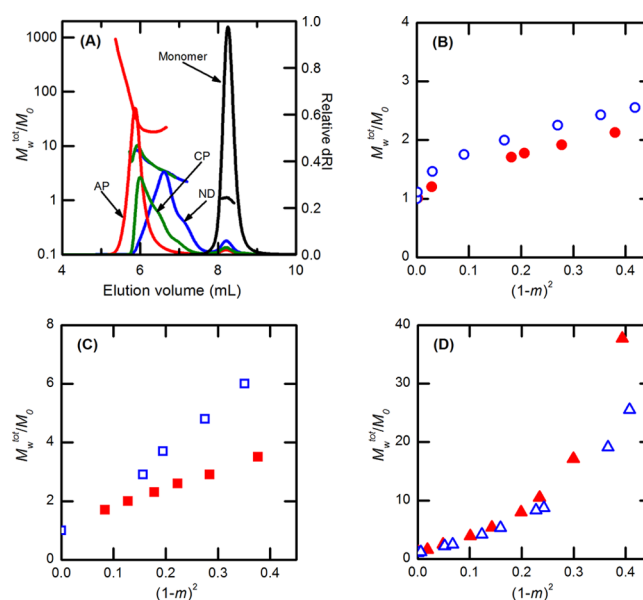 (A)
1000
100
10
1
0.1
M_w^tot/M_0
1.0
0.8
0.6
0.4
0.2
0.0
Relative dRI
Monomer
CP
AP
ND
4 6 8 10
Elution volume (mL)
(B)
4
3
2
1
0
M_w^tot/M_0
0.0 0.1 0.2 0.3 0.4
(1-m)²
(C)
8
6
4
2
0
M_w^tot/M_0
0.0 0.1 0.2 0.3 0.4
(1-m)²
(D)
40
30
20
10
0
M_w^tot/M_0
0.0 0.1 0.2 0.3 0.4
(1-m)²